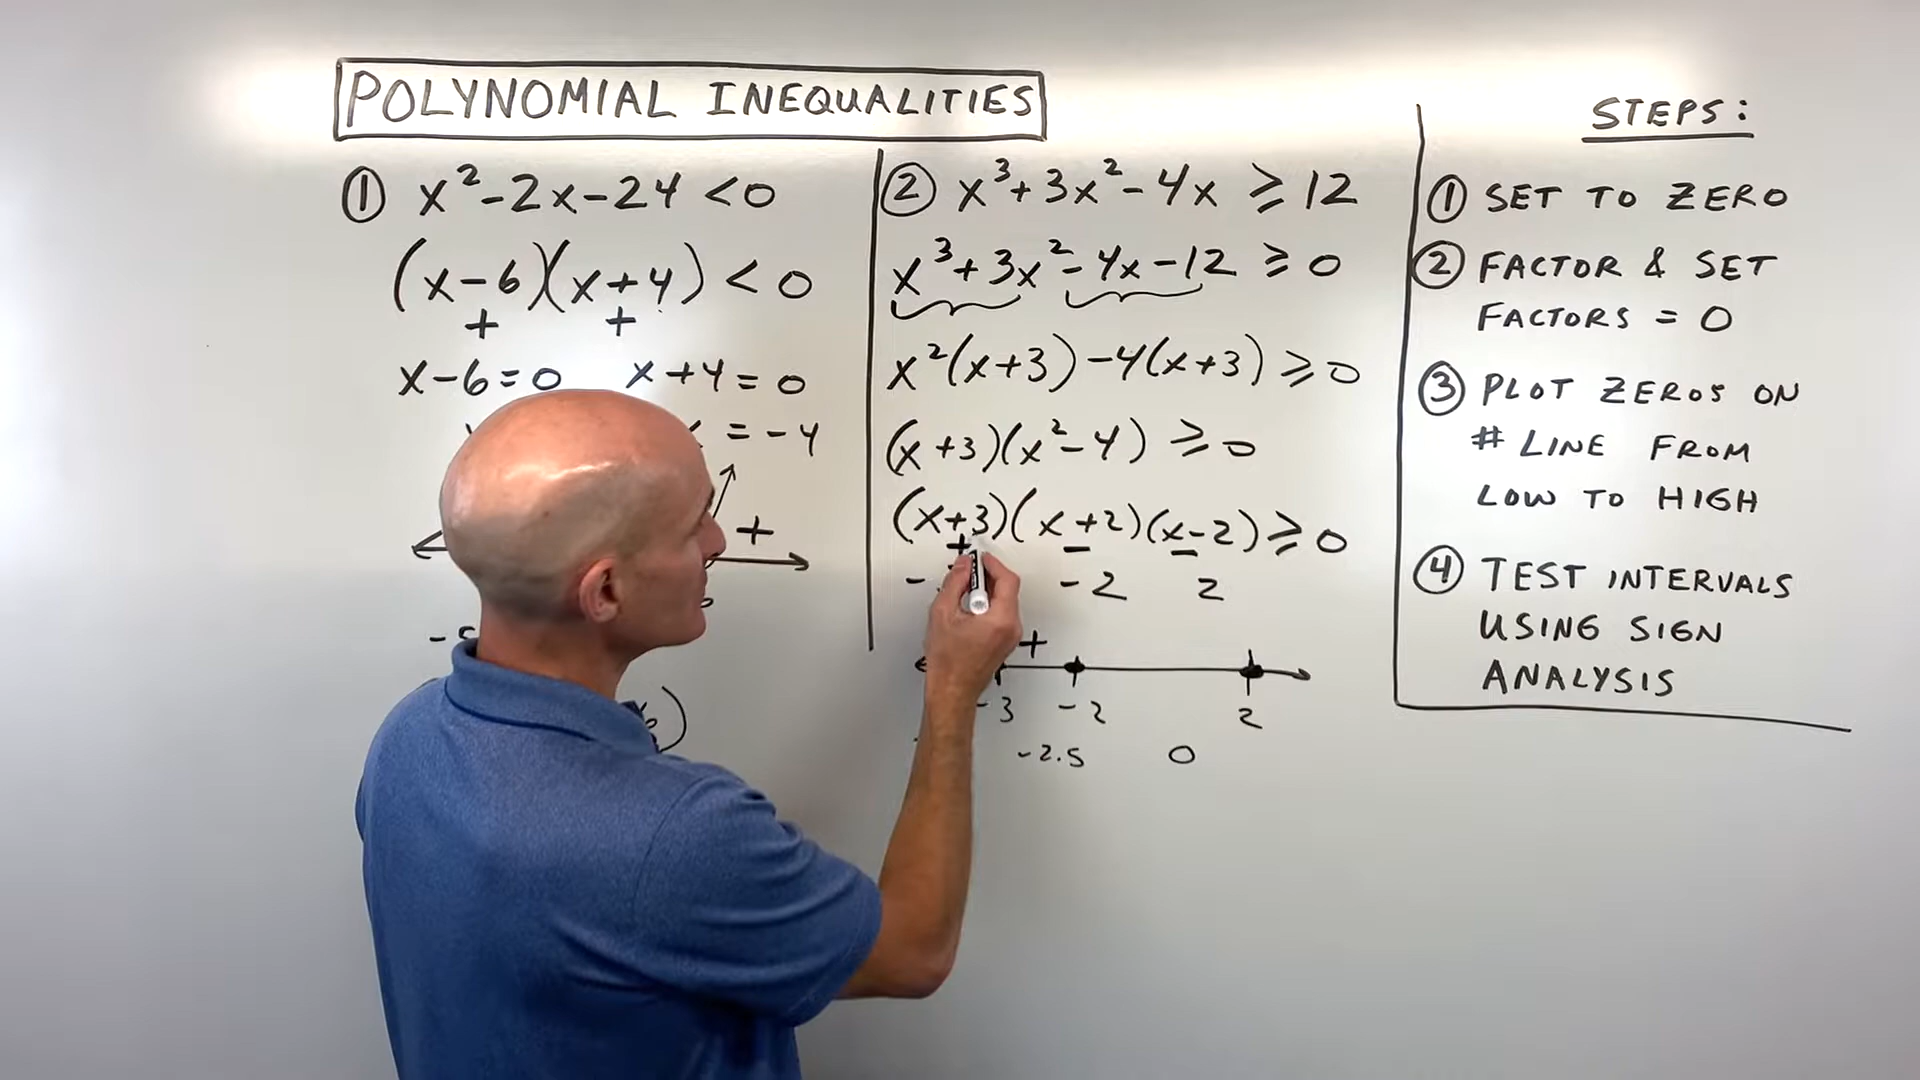 POLYNOMIAL INEQUALITIES
① x²-2x-24 <0
(x-6)(x+4) < 0
+ +
x-6=0 x+4=0
= -4
+
-5
② x³+3x²-4x ≥ 12
x³+3x²-4x-12 ≥ 0
x²(x+3)-4(x+3) ≥ 0
(x+3)(x²-4) ≥ 0
(x+3)(x+2)(x-2) ≥ 0
+ - -
-2 2
+
-3 -2 2
-2.5 0
STEPS:
① SET TO ZERO
② FACTOR & SET
FACTORS = 0
③ PLOT ZEROS ON
# LINE FROM
LOW TO HIGH
④ TEST INTERVALS
USING SIGN
ANALYSIS